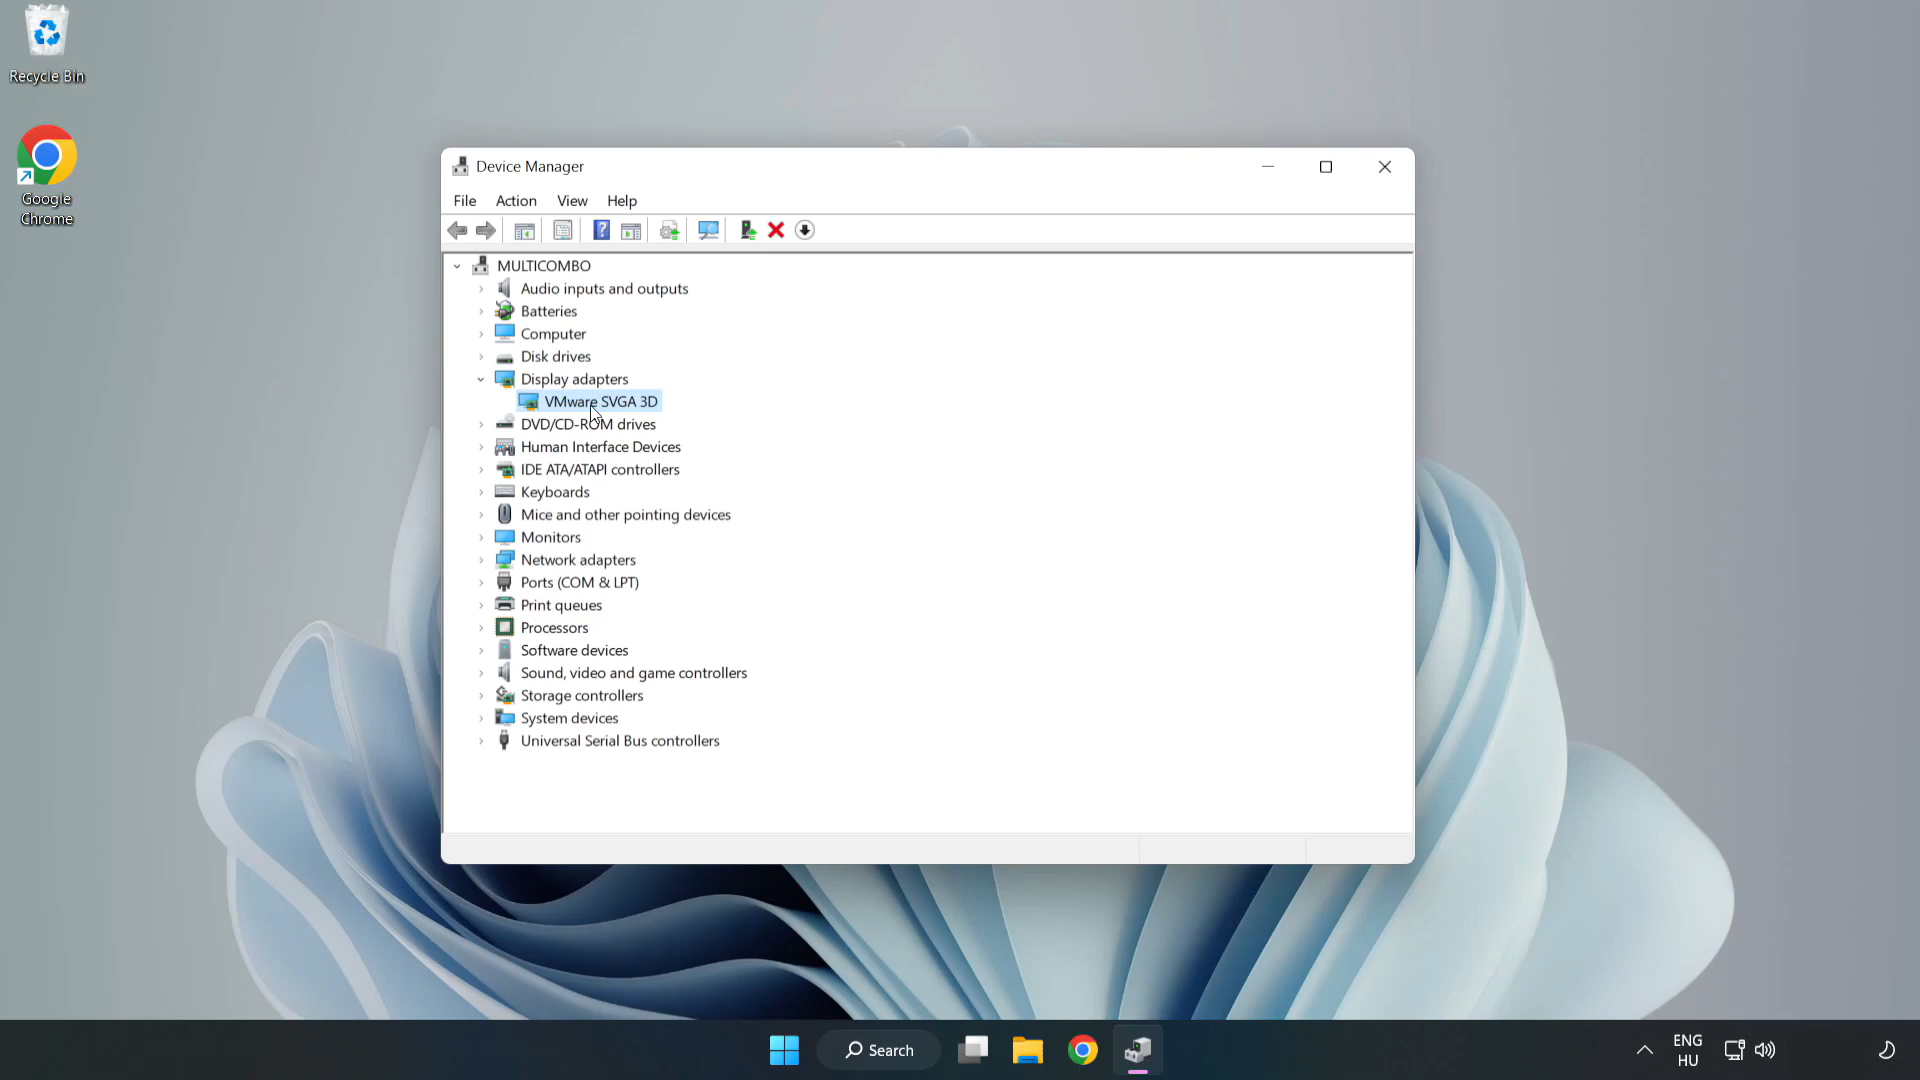 Recycle Bin
Google
Chrome
Device Manager
File Action View Help
MULTICOMBO
Audio inputs and outputs
Batteries
Computer
Disk drives
Display adapters
VMware SVGA 3D
DVD/CD-ROM drives
Human Interface Devices
IDE ATA/ATAPI controllers
Keyboards
Mice and other pointing devices
Monitors
Network adapters
Ports (COM & LPT)
Print queues
Processors
Software devices
Sound, video and game controllers
Storage controllers
System devices
Universal Serial Bus controllers
Search
ENG
HU